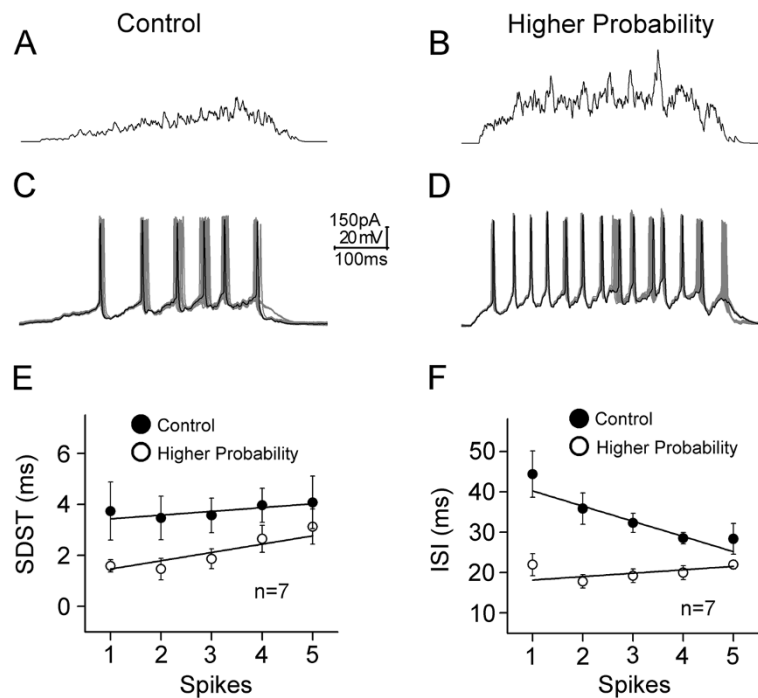 Control
Higher Probability
A
B
C
D
150pA
20 mV
100ms
E
F
Control
Higher Probability
SDST (ms)
6
4
2
0
n=7
1 2 3 4 5
Spikes
Control
Higher Probability
ISI (ms)
50
40
30
20
10
n=7
1 2 3 4 5
Spikes